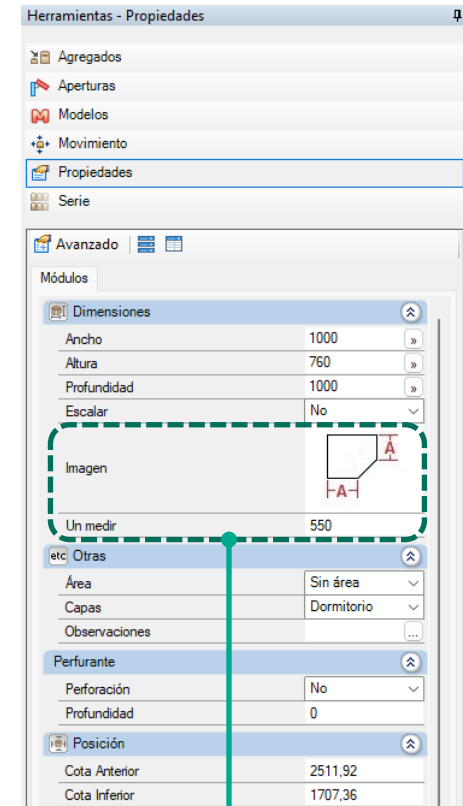 Herramientas - Propiedades
Agregados
Aperturas
Modelos
Movimiento
Propiedades
Serie
Avanzado
Módulos
Dimensiones
Ancho 1000 »
Altura 760 »
Profundidad 1000 »
Escalar No
A
Imagen
A
Un medir 550
etc Otras
Área Sin área
Capas Dormitorio
Observaciones ...
Perfurante
Perforación No
Profundidad 0
Posición
Cota Anterior 2511,92
Cota Inferior 1707,36